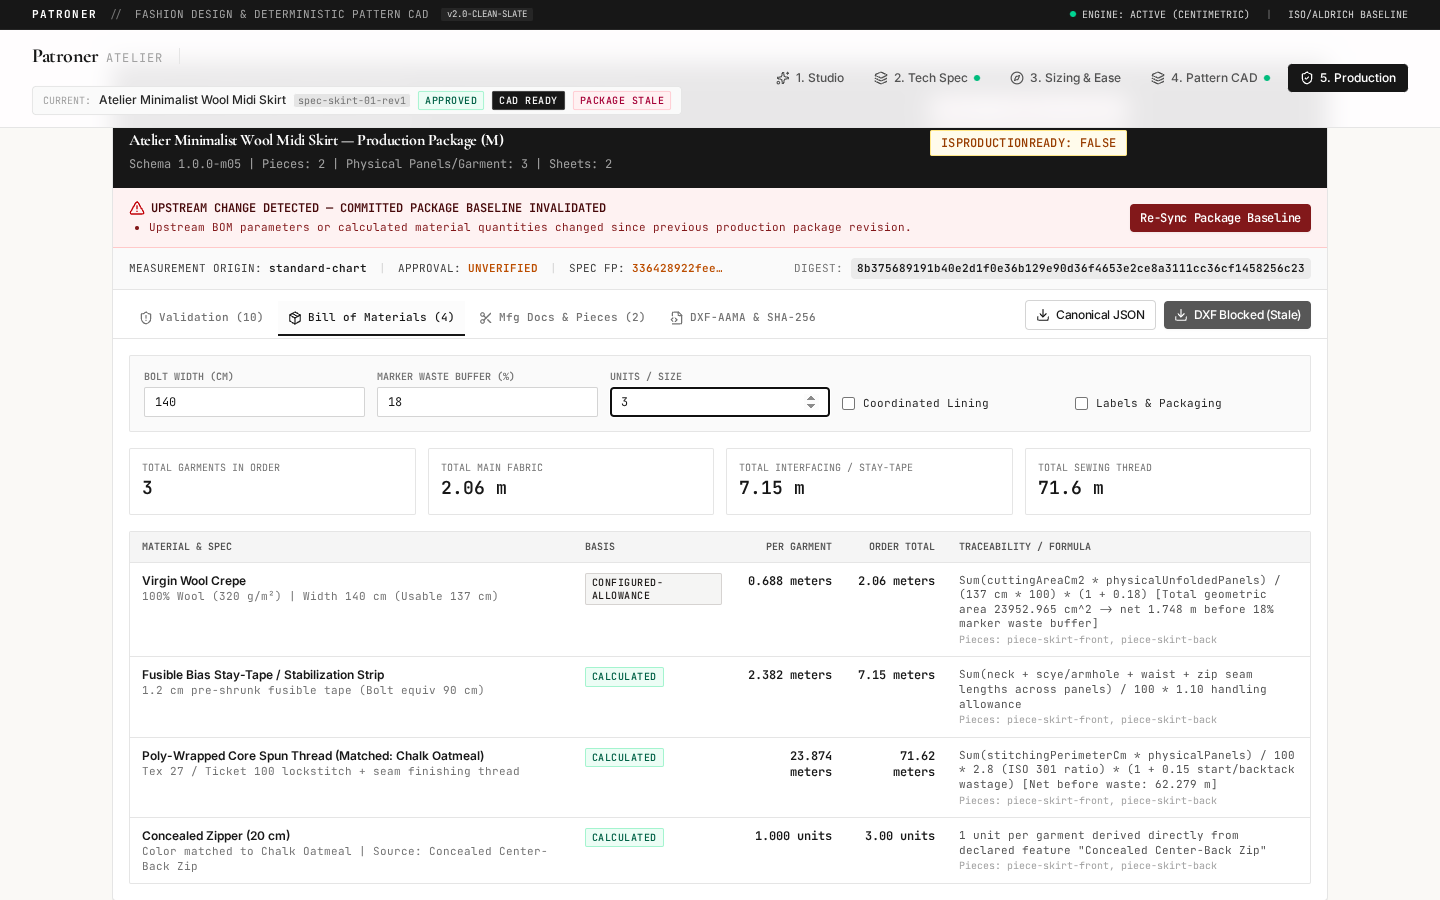 PATRONER // FASHION DESIGN & DETERMINISTIC PATTERN CAD v2.0-CLEAN-SLATE
ENGINE: ACTIVE (CENTIMETRIC) | ISO/ALDRICH BASELINE
Patroner ATELIER
CURRENT: Atelier Minimalist Wool Midi Skirt spec-skirt-01-rev1 APPROVED CAD READY PACKAGE STALE
1. Studio 2. Tech Spec 3. Sizing & Ease 4. Pattern CAD 5. Production
Atelier Minimalist Wool Midi Skirt — Production Package (M)
Schema 1.0.0-m05 | Pieces: 2 | Physical Panels/Garment: 3 | Sheets: 2
ISPRODUCTIONREADY: FALSE
UPSTREAM CHANGE DETECTED — COMMITTED PACKAGE BASELINE INVALIDATED
• Upstream BOM parameters or calculated material quantities changed since previous production package revision.
Re-Sync Package Baseline
MEASUREMENT ORIGIN: standard-chart | APPROVAL: UNVERIFIED | SPEC FP: 336428922fee…
DIGEST: 8b375689191b40e2d1f0e36b129e90d36f4653e2ce8a3111cc36cf1458256c23
Validation (10) Bill of Materials (4) Mfg Docs & Pieces (2) DXF-AAMA & SHA-256
Canonical JSON DXF Blocked (Stale)
BOLT WIDTH (CM) MARKER WASTE BUFFER (%) UNITS / SIZE
140 18 3 Coordinated Lining Labels & Packaging
TOTAL GARMENTS IN ORDER
3
TOTAL MAIN FABRIC
2.06 m
TOTAL INTERFACING / STAY-TAPE
7.15 m
TOTAL SEWING THREAD
71.6 m
MATERIAL & SPEC BASIS PER GARMENT ORDER TOTAL TRACEABILITY / FORMULA
Virgin Wool Crepe
100% Wool (320 g/m²) | Width 140 cm (Usable 137 cm)
CONFIGURED-
ALLOWANCE
0.688 meters 2.06 meters
Sum(cuttingAreaCm2 * physicalUnfoldedPanels) /
(137 cm * 100) * (1 + 0.18) [Total geometric
area 23952.965 cm^2 → net 1.748 m before 18%
marker waste buffer]
Pieces: piece-skirt-front, piece-skirt-back
Fusible Bias Stay-Tape / Stabilization Strip
1.2 cm pre-shrunk fusible tape (Bolt equiv 90 cm)
CALCULATED
2.382 meters 7.15 meters
Sum(neck + scye/armhole + waist + zip seam
lengths across panels) / 100 * 1.10 handling
allowance
Pieces: piece-skirt-front, piece-skirt-back
Poly-Wrapped Core Spun Thread (Matched: Chalk Oatmeal)
Tex 27 / Ticket 100 lockstitch + seam finishing thread
CALCULATED
23.874
meters
71.62
meters
Sum(stitchingPerimeterCm * physicalPanels) / 100
* 2.8 (ISO 301 ratio) * (1 + 0.15 start/backtack
wastage) [Net before waste: 62.279 m]
Pieces: piece-skirt-front, piece-skirt-back
Concealed Zipper (20 cm)
Color matched to Chalk Oatmeal | Source: Concealed Center-
Back Zip
CALCULATED
1.000 units 3.00 units
1 unit per garment derived directly from
declared feature "Concealed Center-Back Zip"
Pieces: piece-skirt-front, piece-skirt-back